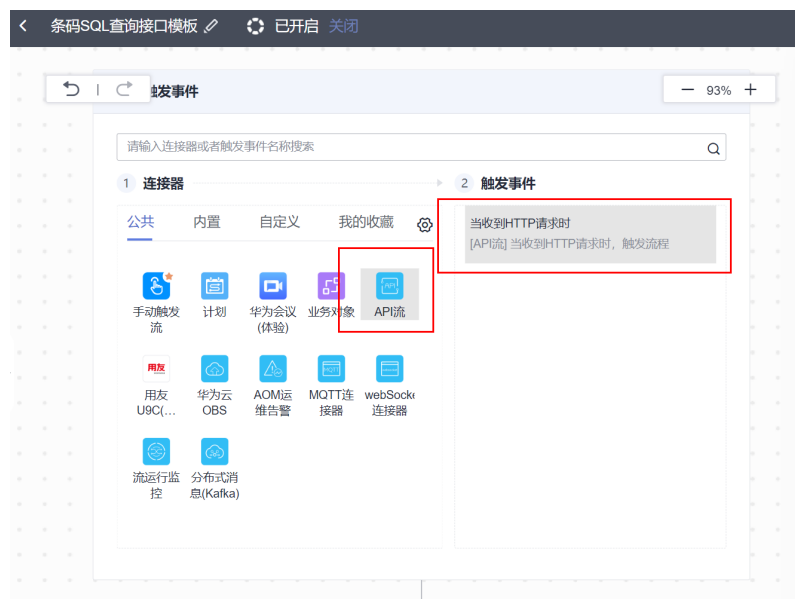 条码SQL查询接口模板 已开启 关闭
触发事件 93%
请输入连接器或者触发事件名称搜索
1 连接器 2 触发事件
公共 内置 自定义 我的收藏
当收到HTTP请求时
[API流] 当收到HTTP请求时，触发流程
手动触发 计划 华为会议 业务对象 API流
流 (体验)
用友
用友 华为云 AOM运 MQTT连 webSocke
U9C(... OBS 维告警 接器 连接器
流运行监 分布式消
控 息(Kafka)